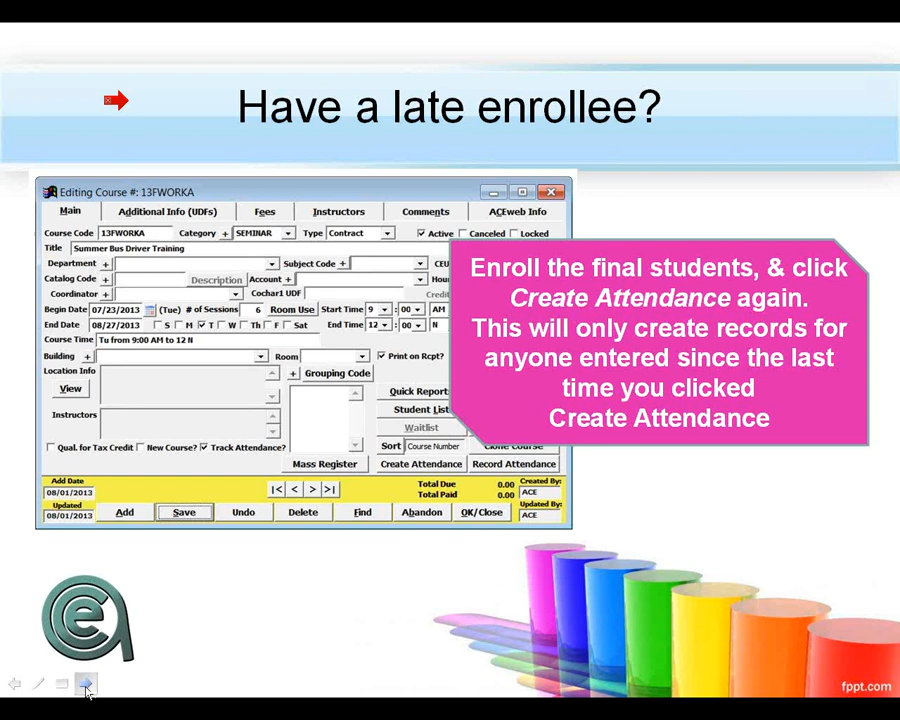 Have a late enrollee?
Editing Course #: 13FWORKA
Main Additional Info (UDFs) Fees Instructors Comments ACEweb Info
Course Code 13FWORKA Category + SEMINAR Type Contract Active Canceled Locked
Title Summer Bus Driver Training
Department + Subject Code + CEU
Catalog Code + Description Account + Hou
Coordinator + Cochar1 UDF Credit
Begin Date 07/23/2013 (Tue) # of Sessions 6 Room Use Start Time 9 : 00 AM
End Date 08/27/2013 S M T W Th F Sat End Time 12 : 00 N
Course Time Tu from 9:00 AM to 12 N
Building + Room Print on Rcpt?
Location Info + Grouping Code
View Quick Report
Student List
Instructors Waitlist
Sort Course Number Clone Course
Qual. for Tax Credit New Course? Track Attendance?
Mass Register Create Attendance Record Attendance
Add Date
08/01/2013
Updated
08/01/2013
|< < > >|
Total Due 0.00
Total Paid 0.00
Created By:
ACE
Updated By:
ACE
Add Save Undo Delete Find Abandon OK/Close
Enroll the final students, & click
Create Attendance again.
This will only create records for
anyone entered since the last
time you clicked
Create Attendance
fppt.com